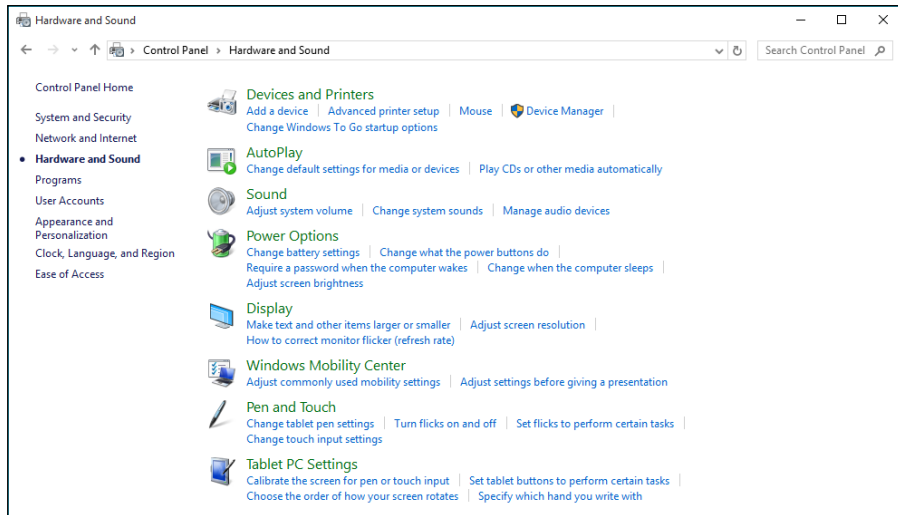 Hardware and Sound
Control Panel › Hardware and Sound
Search Control Panel
Control Panel Home
System and Security
Network and Internet
Hardware and Sound
Programs
User Accounts
Appearance and
Personalization
Clock, Language, and Region
Ease of Access
Devices and Printers
Add a device | Advanced printer setup | Mouse | Device Manager |
Change Windows To Go startup options
AutoPlay
Change default settings for media or devices | Play CDs or other media automatically
Sound
Adjust system volume | Change system sounds | Manage audio devices
Power Options
Change battery settings | Change what the power buttons do |
Require a password when the computer wakes | Change when the computer sleeps |
Adjust screen brightness
Display
Make text and other items larger or smaller | Adjust screen resolution |
How to correct monitor flicker (refresh rate)
Windows Mobility Center
Adjust commonly used mobility settings | Adjust settings before giving a presentation
Pen and Touch
Change tablet pen settings | Turn flicks on and off | Set flicks to perform certain tasks |
Change touch input settings
Tablet PC Settings
Calibrate the screen for pen or touch input | Set tablet buttons to perform certain tasks |
Choose the order of how your screen rotates | Specify which hand you write with